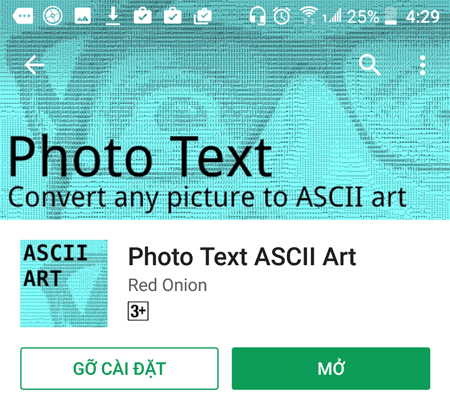 25% 4:29
Photo Text
Convert any picture to ASCII art
ASCII
ART
Photo Text ASCII Art
Red Onion
3+
GỠ CÀI ĐẶT
MỞ